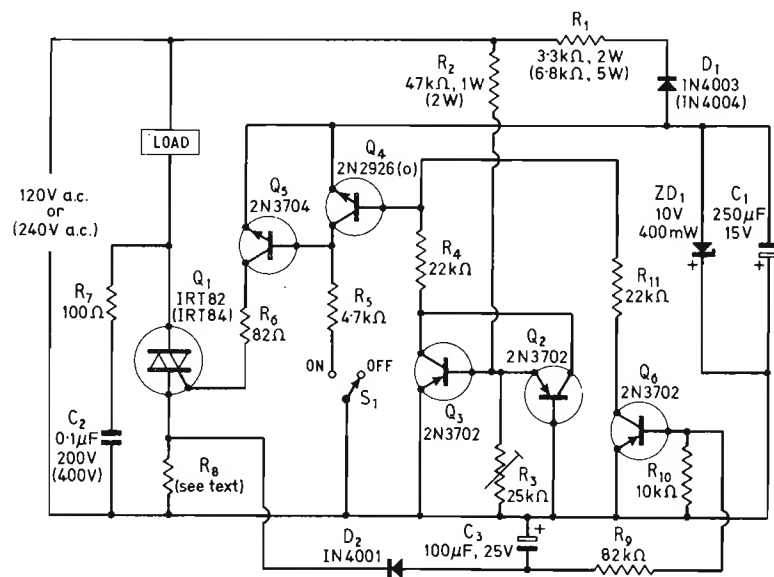 R1
3·3kΩ, 2W
(6·8kΩ, 5W)
D1
IN4003
(IN4004)
R2
47kΩ, 1W
(2W)
LOAD
Q4
2N2926(o)
Q5
2N3704
120V a.c.
or
(240V a.c.)
ZD1
10V
400mW
+
C1
250μF
15V
+
R4
22kΩ
R11
22kΩ
Q1
IRT82
(IRT84)
R7
100Ω
R6
82Ω
R5
4·7kΩ
ON
OFF
S1
Q2
2N3702
Q3
2N3702
Q6
2N3702
C2
0·1μF
200V
(400V)
R8
(see text)
R3
25kΩ
R10
10kΩ
D2
IN4001
C3
100μF, 25V
+
R9
82kΩ